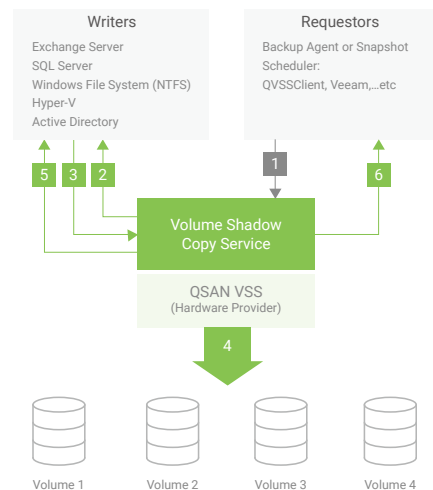 Writers
Exchange Server
SQL Server
Windows File System (NTFS)
Hyper-V
Active Directory
Requestors
Backup Agent or Snapshot
Scheduler:
QVSSClient, Veeam,...etc
5
3
2
1
6
Volume Shadow
Copy Service
QSAN VSS
(Hardware Provider)
4
Volume 1
Volume 2
Volume 3
Volume 4